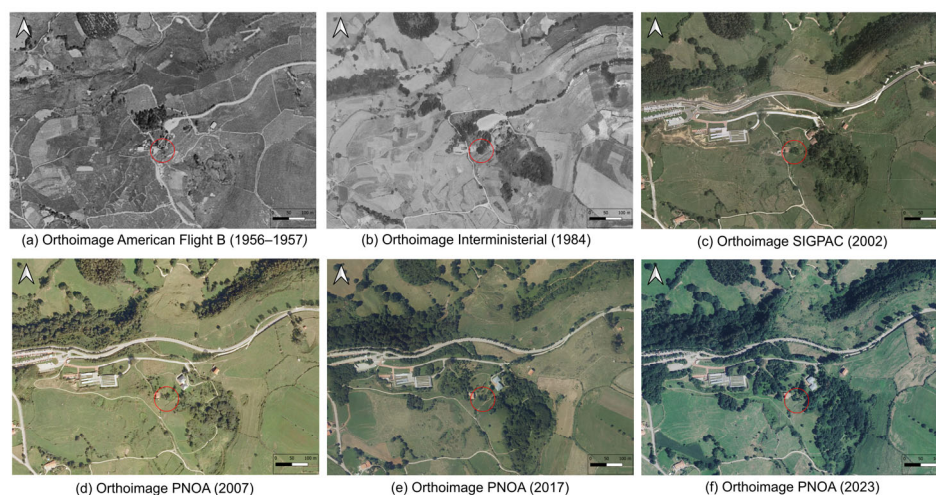 (a) Orthoimage American Flight B (1956–1957)
(b) Orthoimage Interministerial (1984)
(c) Orthoimage SIGPAC (2002)
(d) Orthoimage PNOA (2007)
(e) Orthoimage PNOA (2017)
(f) Orthoimage PNOA (2023)